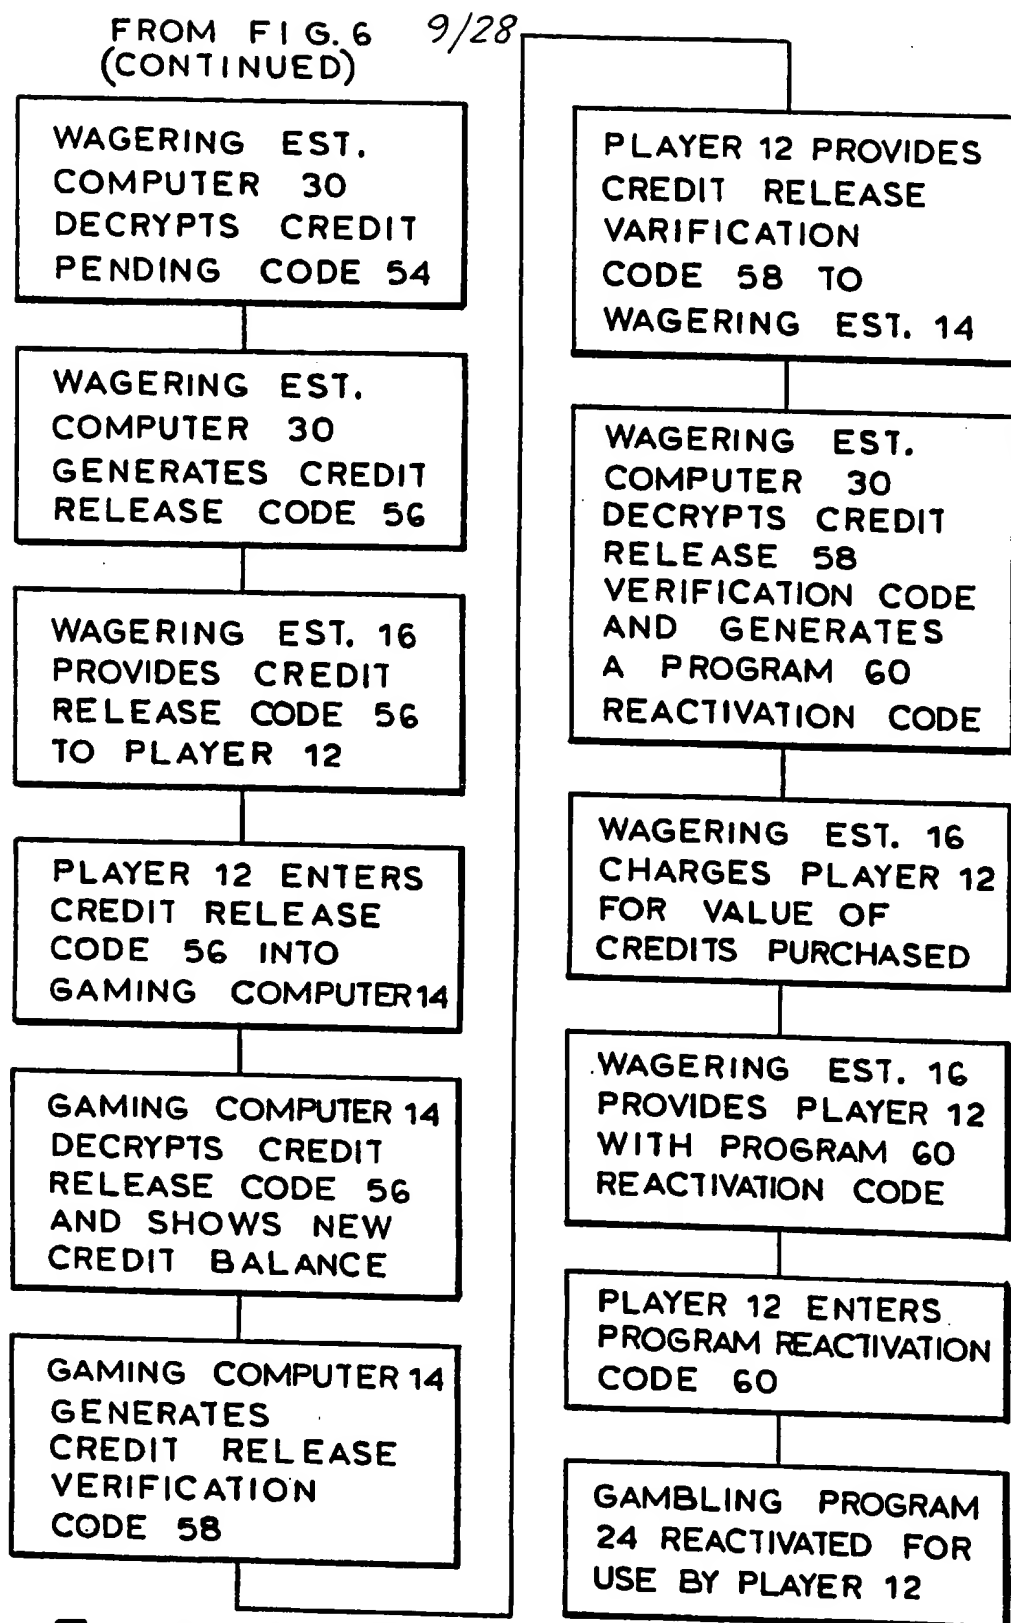 FROM FIG. 6
(CONTINUED)
9/28
WAGERING EST.
COMPUTER 30
DECRYPTS CREDIT
PENDING CODE 54
WAGERING EST.
COMPUTER 30
GENERATES CREDIT
RELEASE CODE 56
WAGERING EST. 16
PROVIDES CREDIT
RELEASE CODE 56
TO PLAYER 12
PLAYER 12 ENTERS
CREDIT RELEASE
CODE 56 INTO
GAMING COMPUTER 14
GAMING COMPUTER 14
DECRYPTS CREDIT
RELEASE CODE 56
AND SHOWS NEW
CREDIT BALANCE
GAMING COMPUTER 14
GENERATES
CREDIT RELEASE
VERIFICATION
CODE 58
PLAYER 12 PROVIDES
CREDIT RELEASE
VARIFICATION
CODE 58 TO
WAGERING EST. 14
WAGERING EST.
COMPUTER 30
DECRYPTS CREDIT
RELEASE 58
VERIFICATION CODE
AND GENERATES
A PROGRAM 60
REACTIVATION CODE
WAGERING EST. 16
CHARGES PLAYER 12
FOR VALUE OF
CREDITS PURCHASED
WAGERING EST. 16
PROVIDES PLAYER 12
WITH PROGRAM 60
REACTIVATION CODE
PLAYER 12 ENTERS
PROGRAM REACTIVATION
CODE 60
GAMBLING PROGRAM
24 REACTIVATED FOR
USE BY PLAYER 12